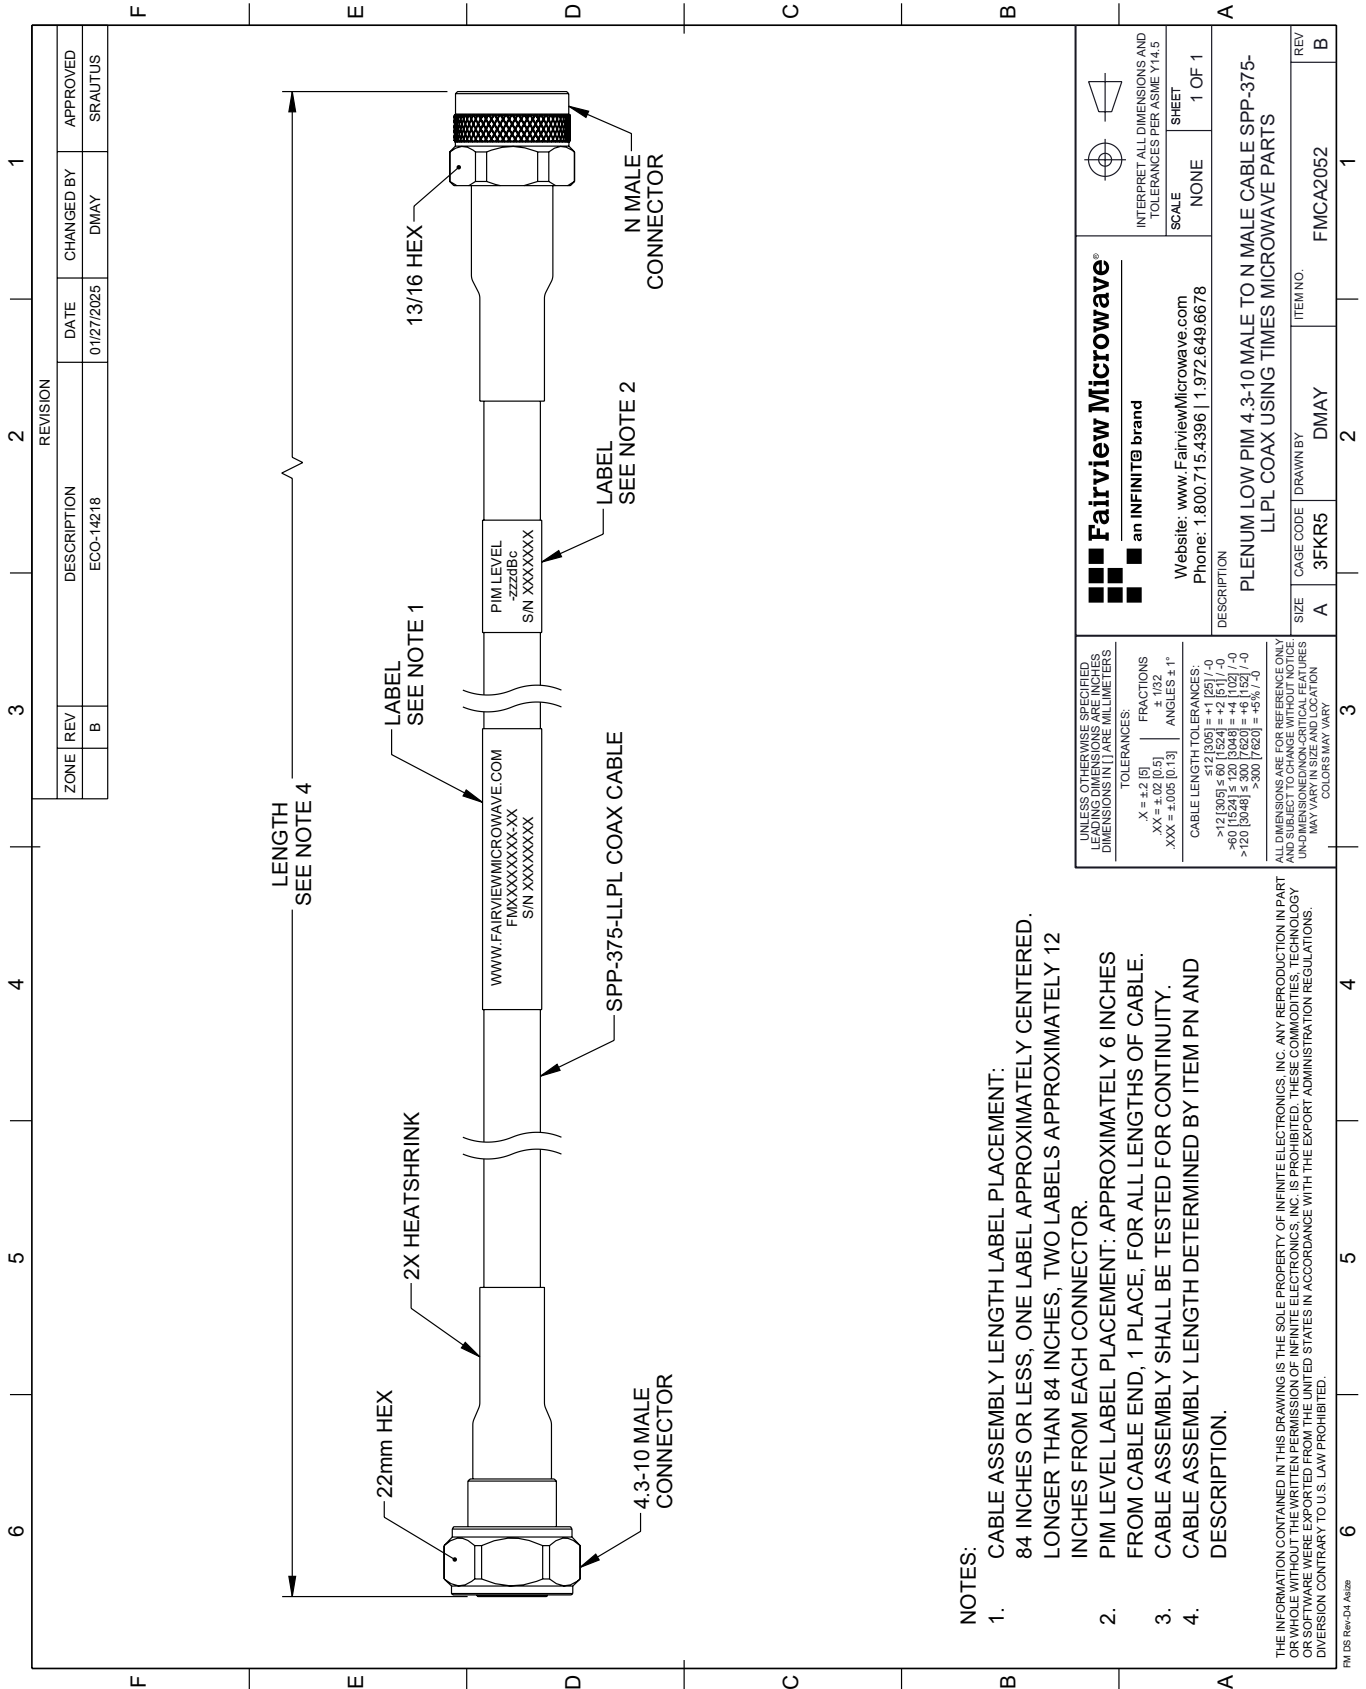 6
5
4
3
2
1
F
E
D
C
B
A
F
E
D
C
B
A
REVISION
ZONE REV DESCRIPTION DATE CHANGED BY APPROVED
B ECO-14218 01/27/2025 DMAY SRAUTUS
LENGTH
SEE NOTE 4
22mm HEX
2X HEATSHRINK
LABEL
SEE NOTE 1
13/16 HEX
WWW.FAIRVIEWMICROWAVE.COM
FMXXXXXXXX-XX
S/N XXXXXXXX
PIM LEVEL
-zzzdBc
S/N XXXXXXX
4.3-10 MALE
CONNECTOR
SPP-375-LLPL COAX CABLE
LABEL
SEE NOTE 2
N MALE
CONNECTOR
NOTES:
1. CABLE ASSEMBLY LENGTH LABEL PLACEMENT:
84 INCHES OR LESS, ONE LABEL APPROXIMATELY CENTERED.
LONGER THAN 84 INCHES, TWO LABELS APPROXIMATELY 12
INCHES FROM EACH CONNECTOR.
2. PIM LEVEL LABEL PLACEMENT: APPROXIMATELY 6 INCHES
FROM CABLE END, 1 PLACE, FOR ALL LENGTHS OF CABLE.
3. CABLE ASSEMBLY SHALL BE TESTED FOR CONTINUITY.
4. CABLE ASSEMBLY LENGTH DETERMINED BY ITEM PN AND
DESCRIPTION.
THE INFORMATION CONTAINED IN THIS DRAWING IS THE SOLE PROPERTY OF INFINITE ELECTRONICS, INC. ANY REPRODUCTION IN PART
OR WHOLE WITHOUT THE WRITTEN PERMISSION OF INFINITE ELECTRONICS, INC. IS PROHIBITED. THESE COMMODITIES, TECHNOLOGY
OR SOFTWARE WERE EXPORTED FROM THE UNITED STATES IN ACCORDANCE WITH THE EXPORT ADMINISTRATION REGULATIONS.
DIVERSION CONTRARY TO U.S. LAW PROHIBITED.
UNLESS OTHERWISE SPECIFIED
LEADING DIMENSIONS ARE INCHES
DIMENSIONS IN [ ] ARE MILLIMETERS
TOLERANCES:
.X = ±.2 [5]
.XX = ±.02 [0.5]
.XXX = ±.005 [0.13]
FRACTIONS
± 1/32
ANGLES ± 1°
CABLE LENGTH TOLERANCES:
≤12 [305] = +1 [25] / -0
>12 [305] ≤ 60 [1524] = +2 [51] / -0
>60 [1524] ≤ 120 [3048] = +4 [102] / -0
>120 [3048] ≤ 300 [7620] = +6 [152] / -0
>300 [7620] = +5% / -0
ALL DIMENSIONS ARE FOR REFERENCE ONLY
AND SUBJECT TO CHANGE WITHOUT NOTICE.
UN-DIMENSIONED/NON-CRITICAL FEATURES
MAY VARY IN SIZE AND LOCATION
COLORS MAY VARY
Fairview Microwave®
an INFINIT® brand
Website: www.FairviewMicrowave.com
Phone: 1.800.715.4396 | 1.972.649.6678
INTERPRET ALL DIMENSIONS AND
TOLERANCES PER ASME Y14.5
SCALE SHEET
NONE 1 OF 1
DESCRIPTION
PLENUM LOW PIM 4.3-10 MALE TO N MALE CABLE SPP-375-
LLPL COAX USING TIMES MICROWAVE PARTS
SIZE CAGE CODE DRAWN BY ITEM NO. REV
A 3FKR5 DMAY FMCA2052 B
FM DS Rev-D4 Asize
6
5
4
3
2
1